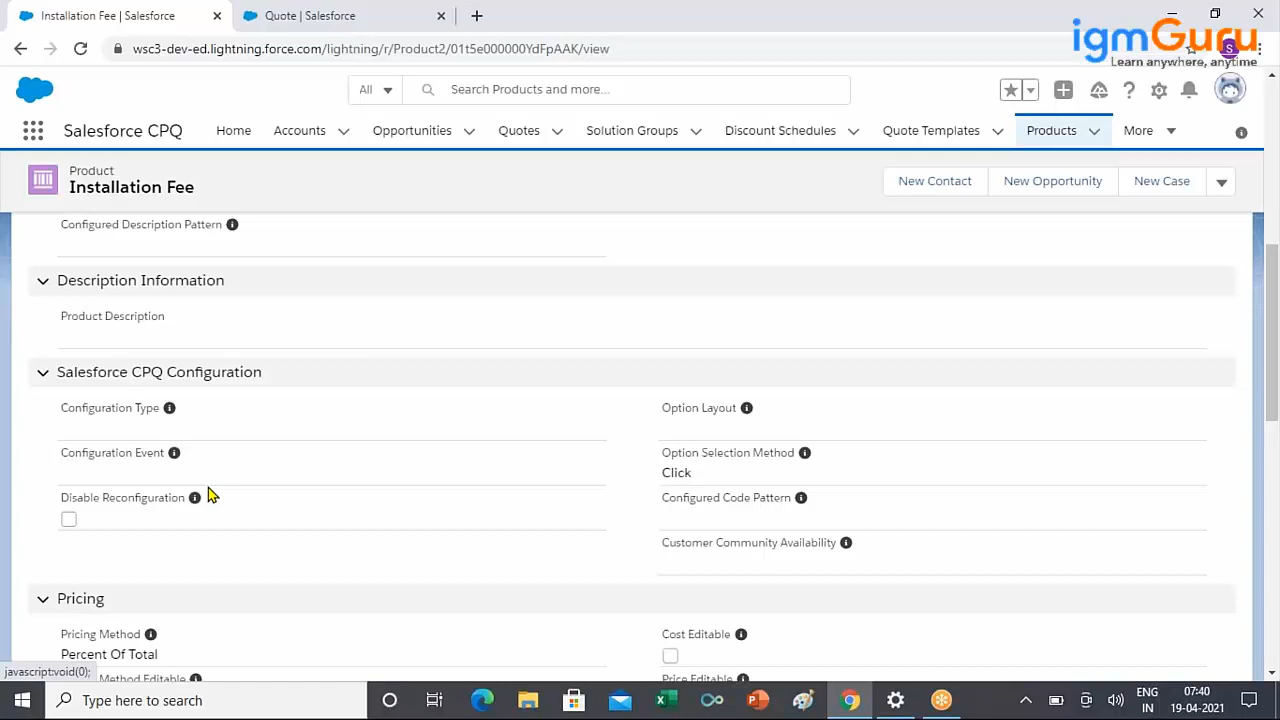 Installation Fee | Salesforce
Quote | Salesforce
wsc3-dev-ed.lightning.force.com/lightning/r/Product2/01t5e000000YdFpAAK/view
S
igmGuru
Learn anywhere, anytime
All
Search Products and more...
Salesforce CPQ
Home
Accounts
Opportunities
Quotes
Solution Groups
Discount Schedules
Quote Templates
Products
More
Product
Installation Fee
New Contact
New Opportunity
New Case
Configured Description Pattern
Description Information
Product Description
Salesforce CPQ Configuration
Configuration Type
Option Layout
Configuration Event
Option Selection Method
Click
Disable Reconfiguration
Configured Code Pattern
Customer Community Availability
Pricing
Pricing Method
Percent Of Total
Cost Editable
javascript:void(0);
Method Editable
Price Editable
Type here to search
ENG
IN
07:40
19-04-2021